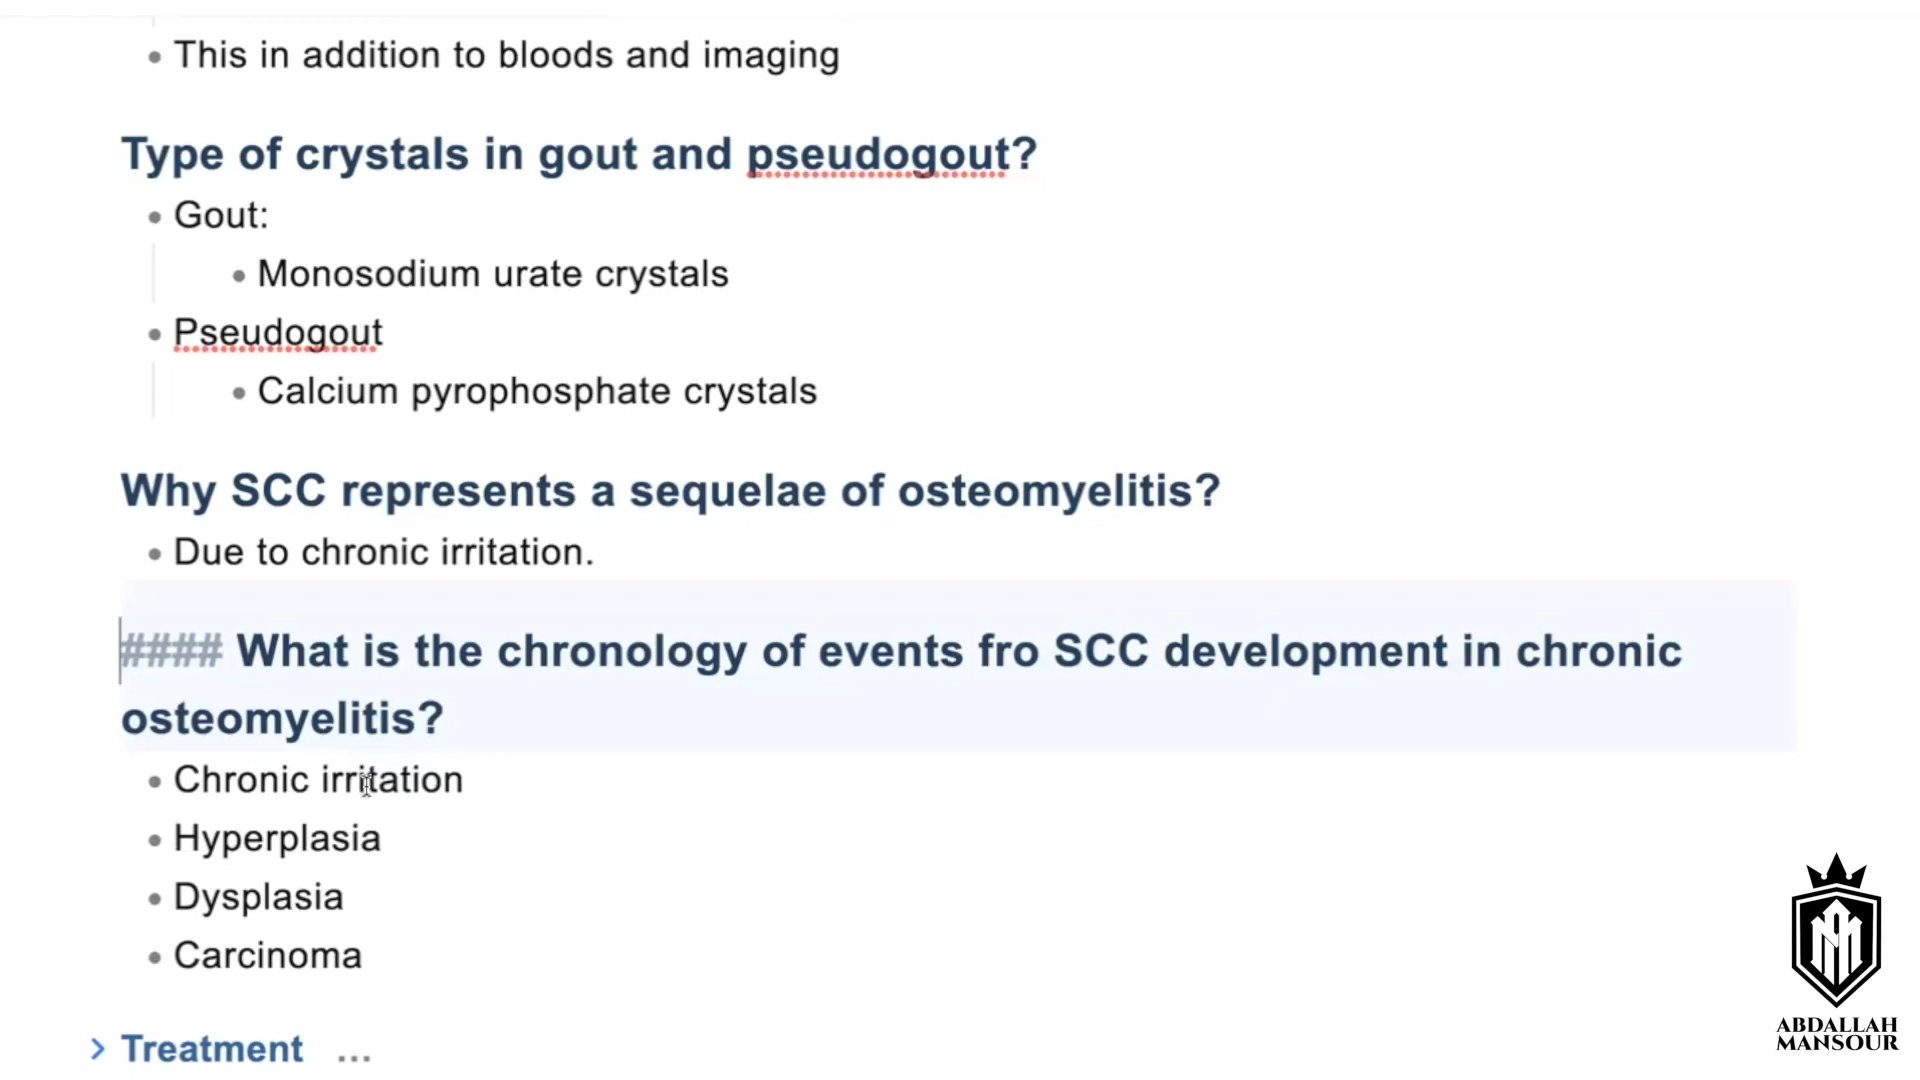 This in addition to bloods and imaging
Type of crystals in gout and pseudogout?
Gout:
Monosodium urate crystals
Pseudogout
Calcium pyrophosphate crystals
Why SCC represents a sequelae of osteomyelitis?
Due to chronic irritation.
#### What is the chronology of events fro SCC development in chronic
osteomyelitis?
Chronic irritation
Hyperplasia
Dysplasia
Carcinoma
Treatment ...
ABDALLAH
MANSOUR